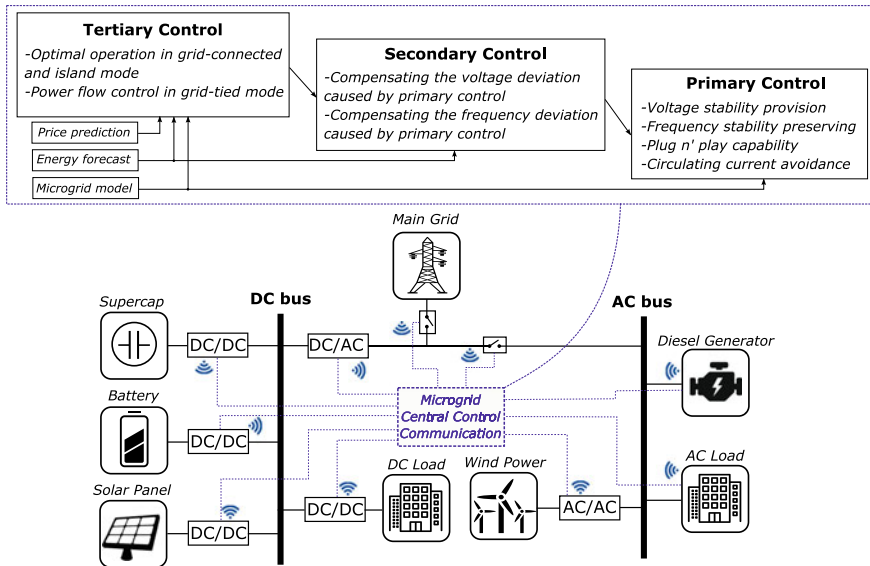 Tertiary Control
-Optimal operation in grid-connected
and island mode
-Power flow control in grid-tied mode
Secondary Control
-Compensating the voltage deviation
caused by primary control
-Compensating the frequency deviation
caused by primary control
Primary Control
-Voltage stability provision
-Frequency stability preserving
-Plug n' play capability
-Circulating current avoidance
Price prediction
Energy forecast
Microgrid model
Main Grid
DC bus
AC bus
Supercap
DC/DC
DC/AC
Diesel Generator
Battery
DC/DC
Microgrid
Central Control
Communication
Solar Panel
DC/DC
DC/DC
DC Load
Wind Power
AC/AC
AC Load